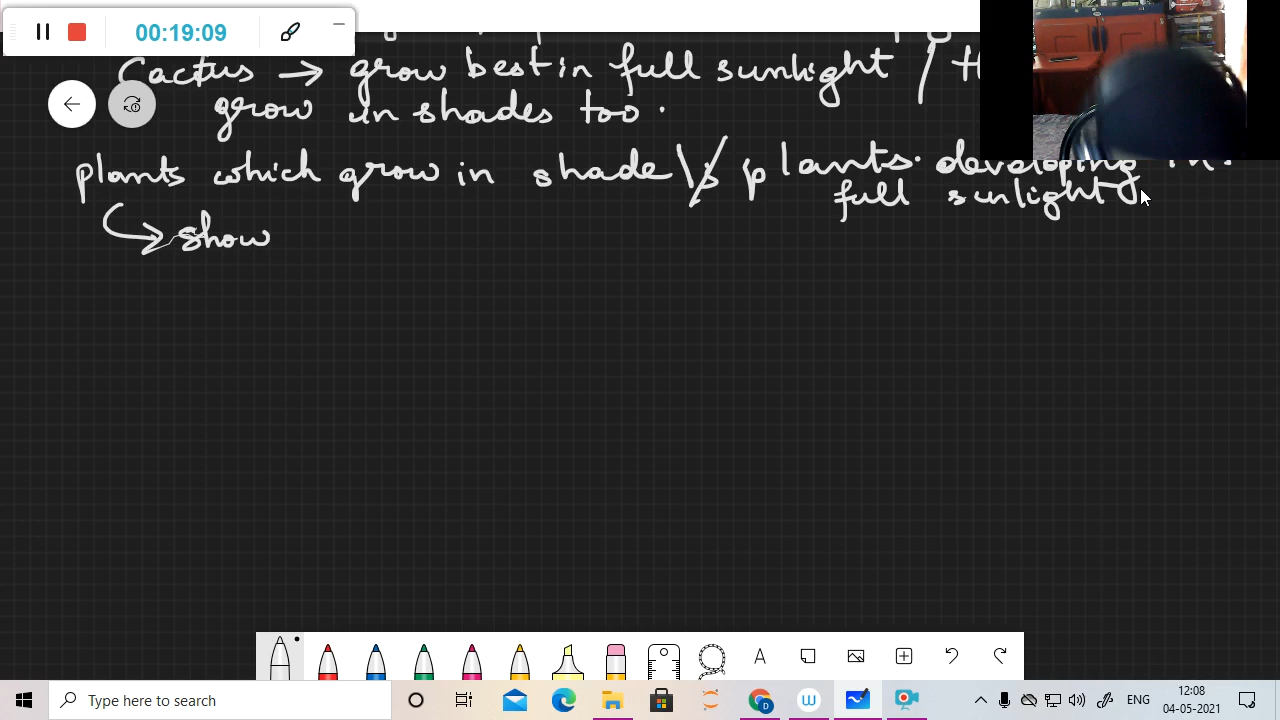 00:19:09
Cactus → grow best in full sunlight /
grow in shades too.
plants which grow in shade Vs plants developing in
full sunlight
↳ show
A
Type here to search
ENG
12:08
04-05-2021